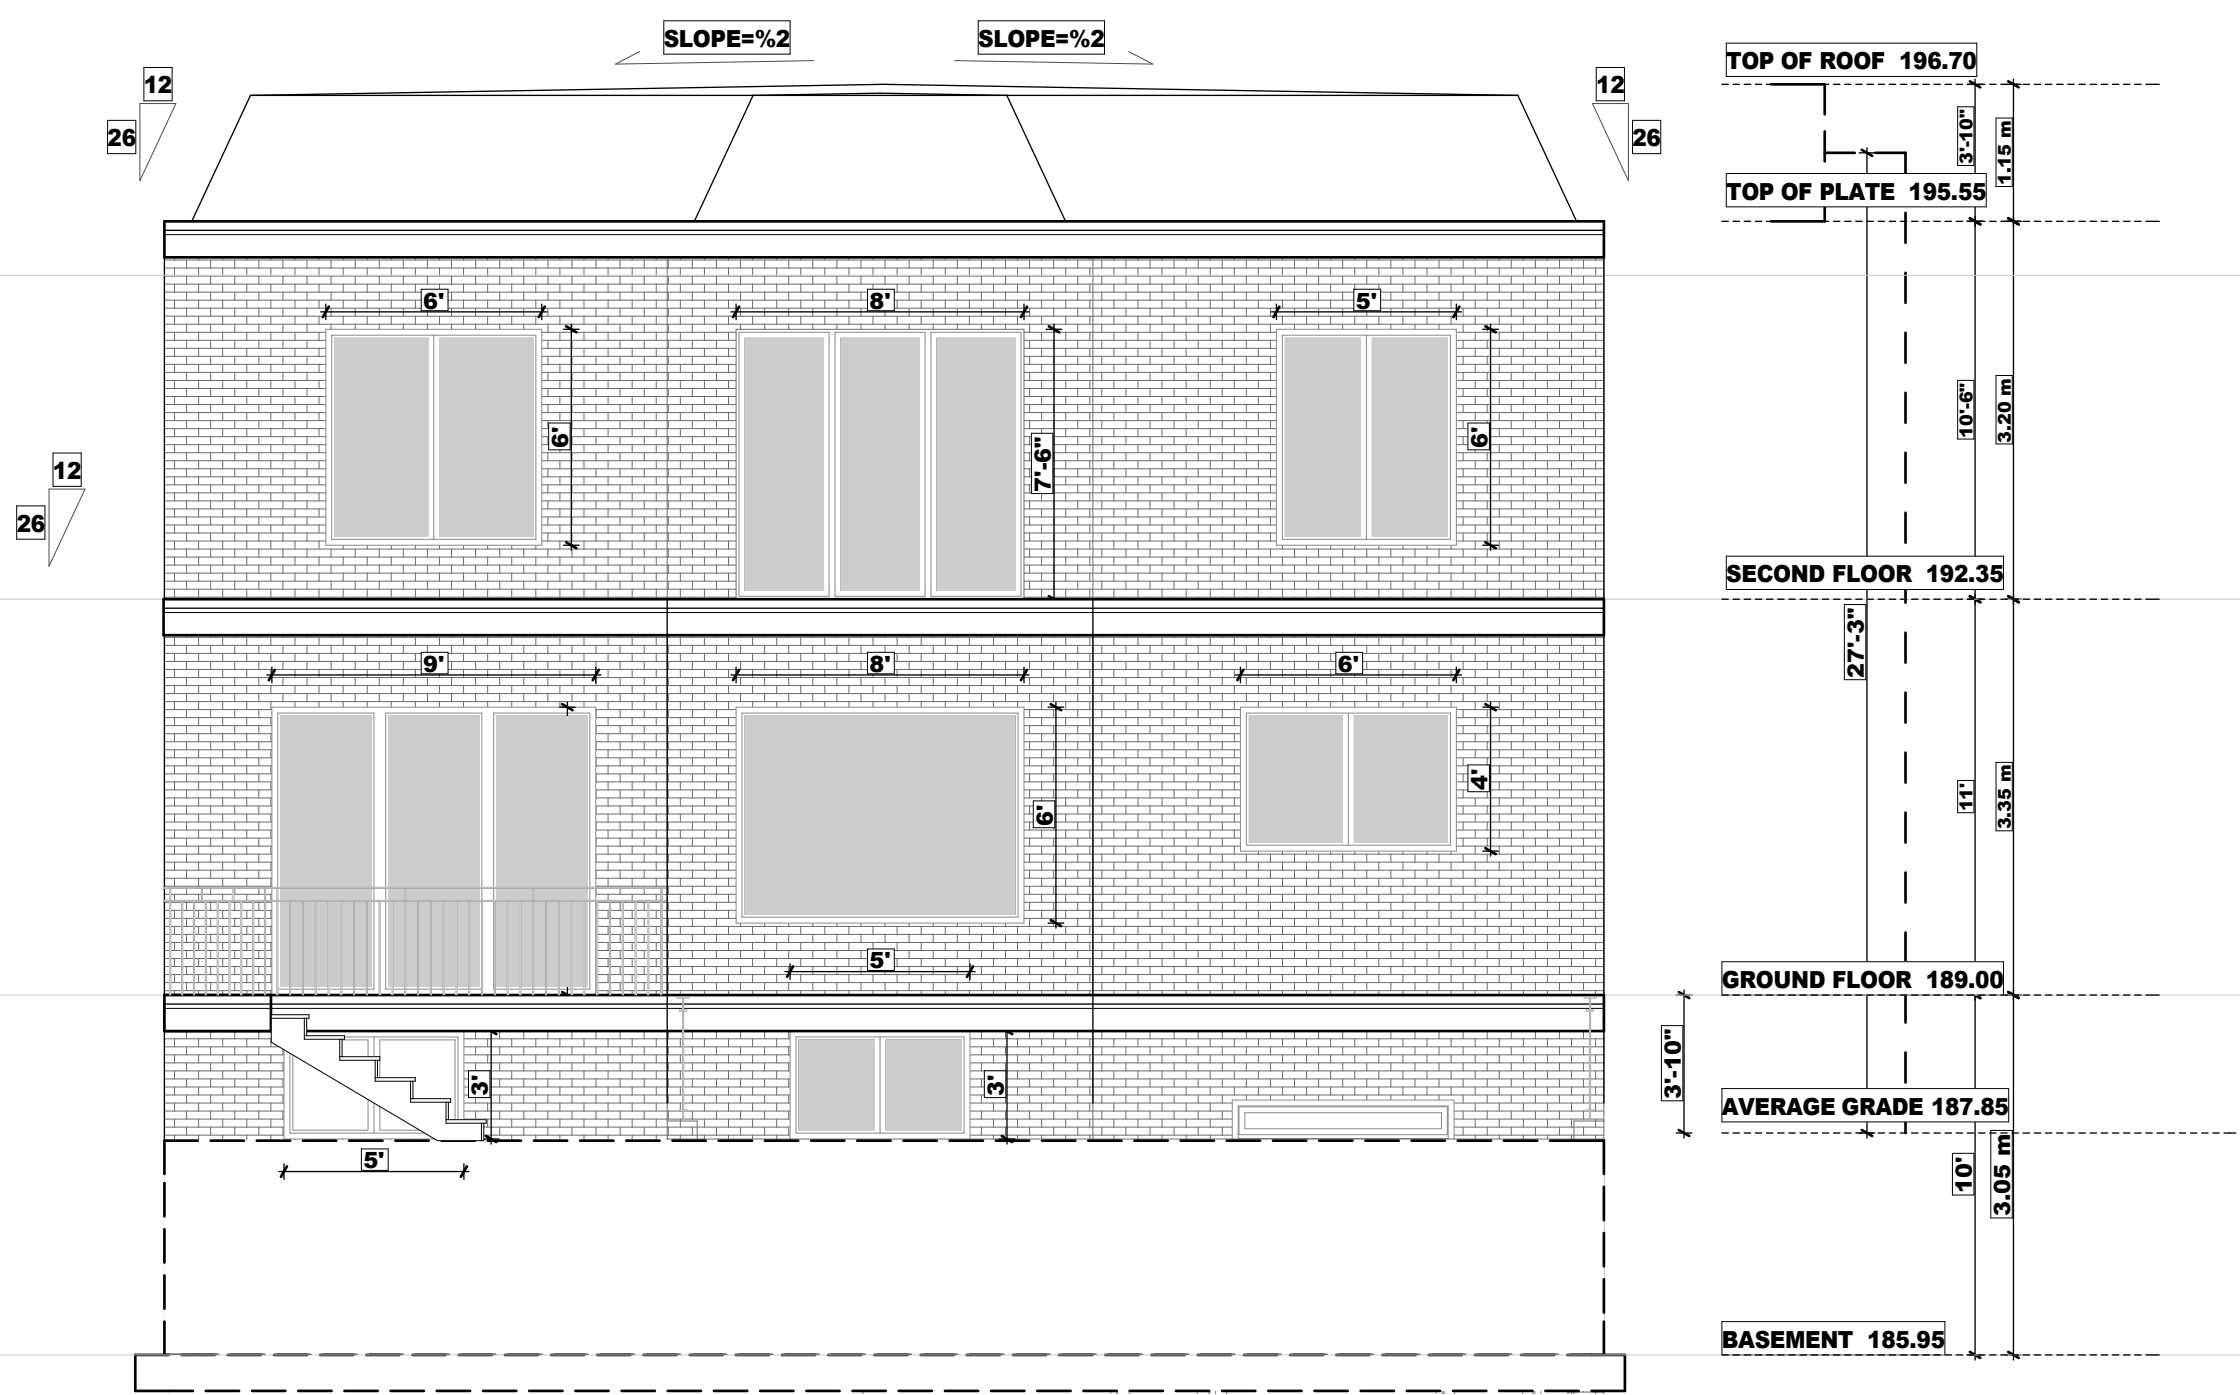 SLOPE=%2
SLOPE=%2
TOP OF ROOF 196.70
12
12
26
26
3'-10"
1.15 m
TOP OF PLATE 195.55
6'
8'
5'
6'
7'-6"
6'
10'-6"
3.20 m
12
26
SECOND FLOOR 192.35
27'-3"
9'
8'
6'
6'
4'
11'
3.35 m
5'
GROUND FLOOR 189.00
3'
3'
3'-10"
AVERAGE GRADE 187.85
5'
10'
3.05 m
BASEMENT 185.95